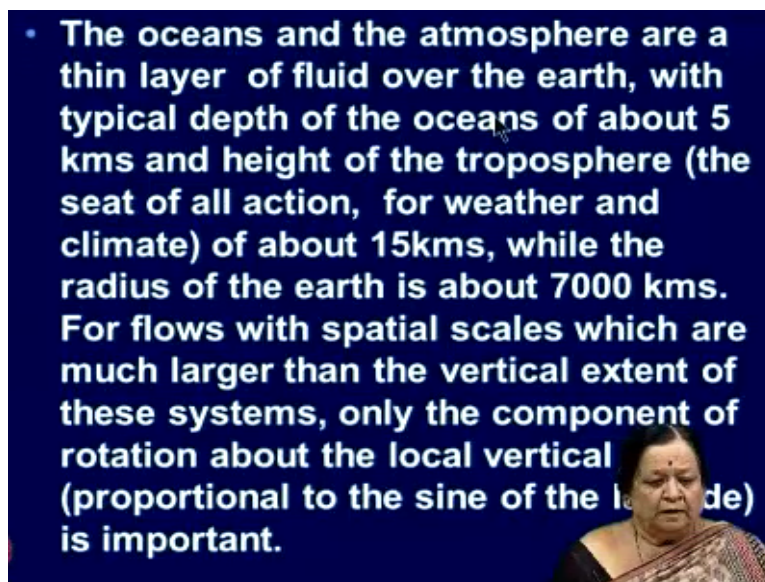 • The oceans and the atmosphere are a
thin layer of fluid over the earth, with
typical depth of the oceans of about 5
kms and height of the troposphere (the
seat of all action, for weather and
climate) of about 15kms, while the
radius of the earth is about 7000 kms.
For flows with spatial scales which are
much larger than the vertical extent of
these systems, only the component of
rotation about the local vertical
(proportional to the sine of the
is important.